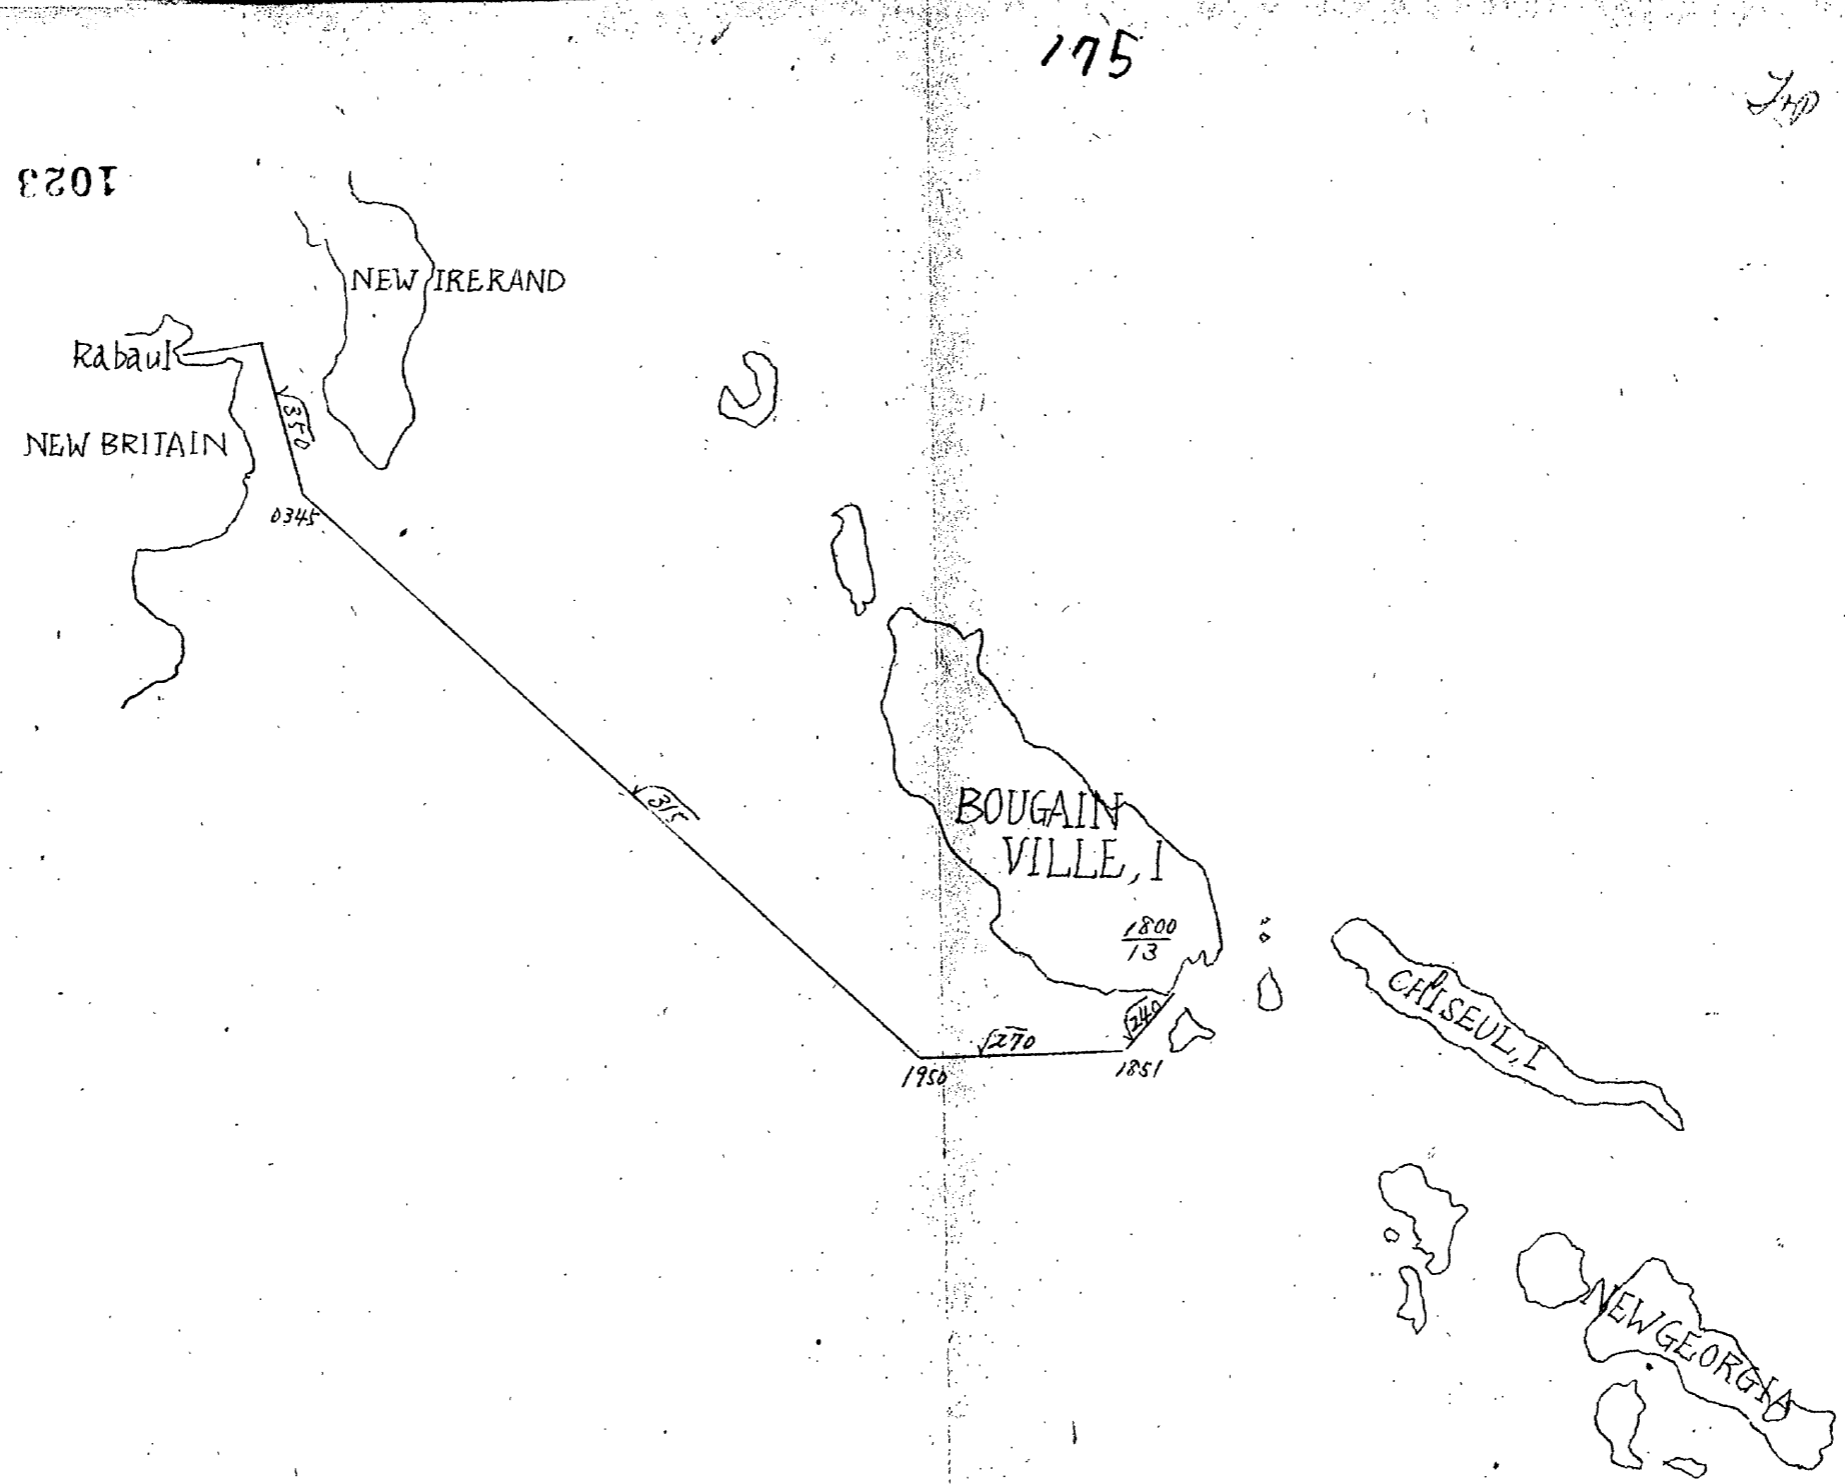 175
1023
NEW IRERAND
Rabaul
350
NEW BRITAIN
0345
315
BOUGAIN
VILLE, I
1800
13
240
270
1851
1950
CHISEUL, I
NEWGEORGIA